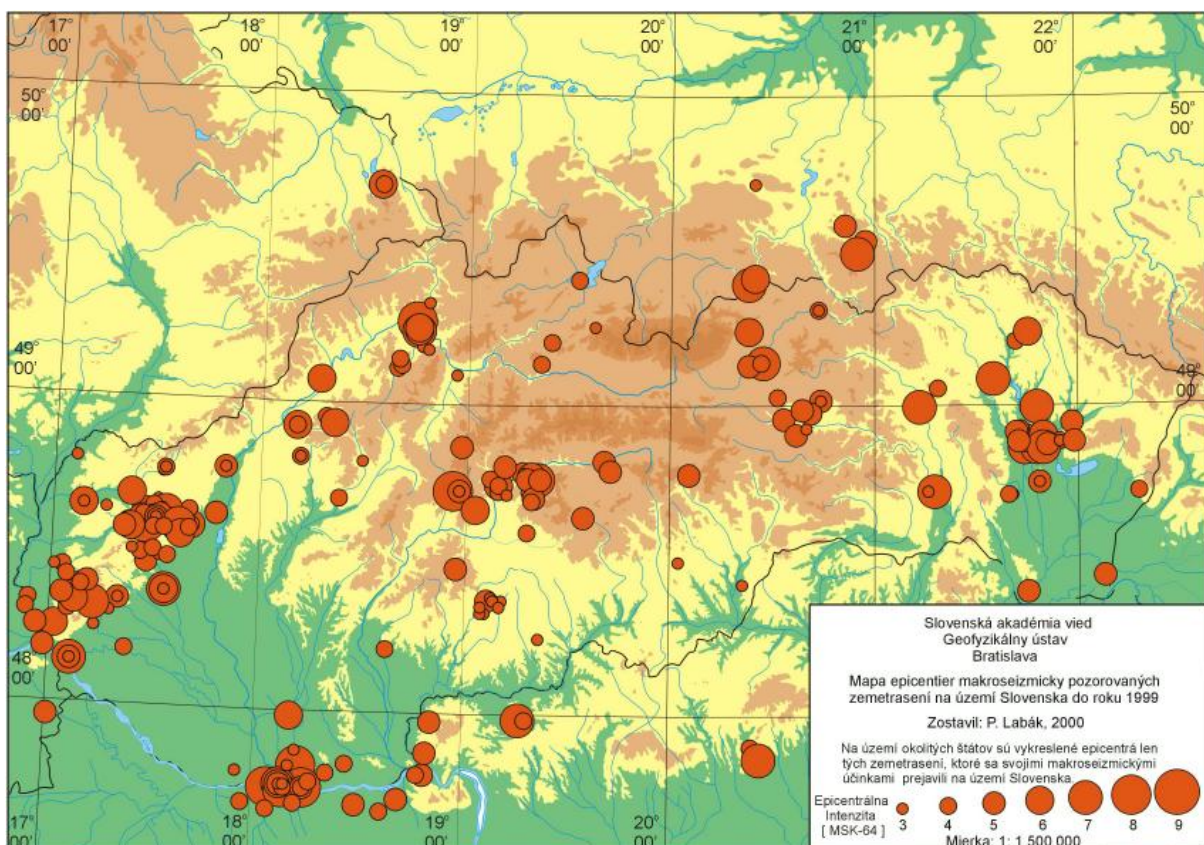 17° 00'
18° 00'
19° 00'
20° 00'
21° 00'
22° 00'
50° 00'
50° 00'
49° 00'
49° 00'
48 00'
17° 00'
18° 00'
19° 00'
20° 00'
Slovenská akadémia vied
Geofyzikálny ústav
Bratislava
Mapa epicentier makroseizmicky pozorovaných
zemetrasení na území Slovenska do roku 1999
Zostavil: P. Labák, 2000
Na území okolitých štátov sú vykreslené epicentrá len
tých zemetrasení, ktoré sa svojimi makroseizmickými
účinkami prejavili na území Slovenska.
Epicentrálna
Intenzita
[ MSK-64 ]
3 4 5 6 7 8 9
Mierka: 1: 1 500 000